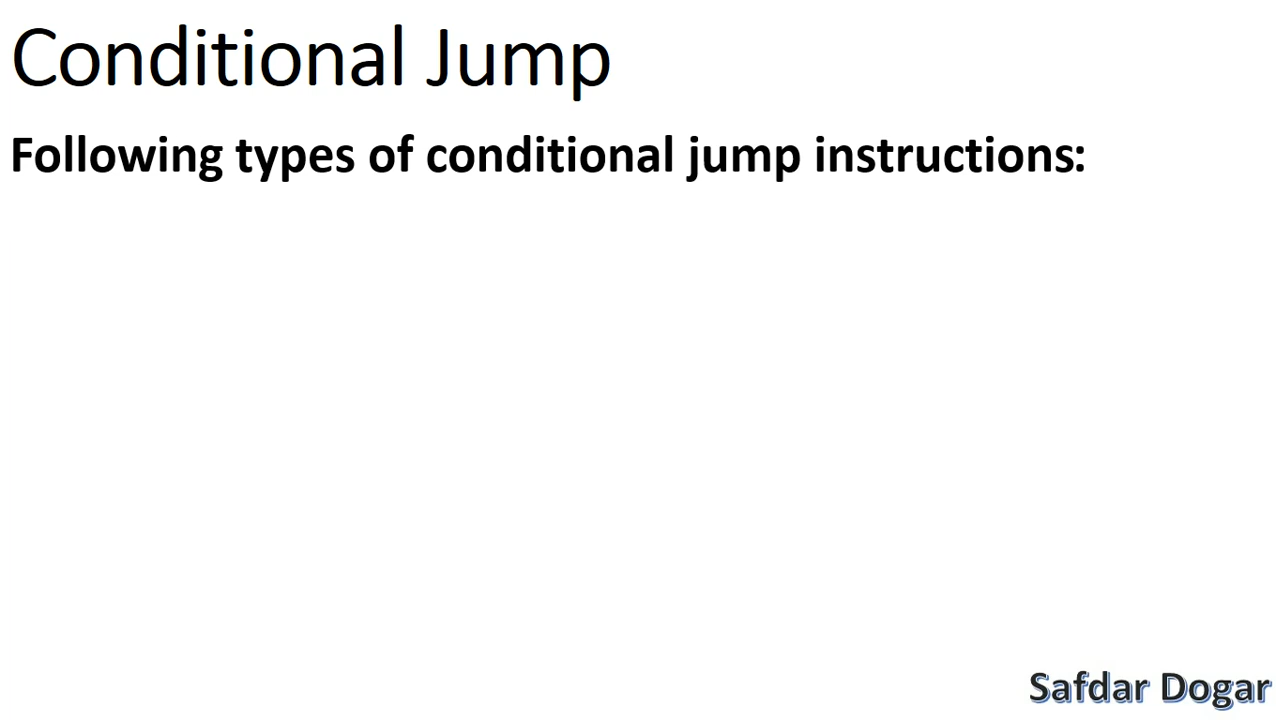 Conditional Jump
Following types of conditional jump instructions:
Safdar Dogar